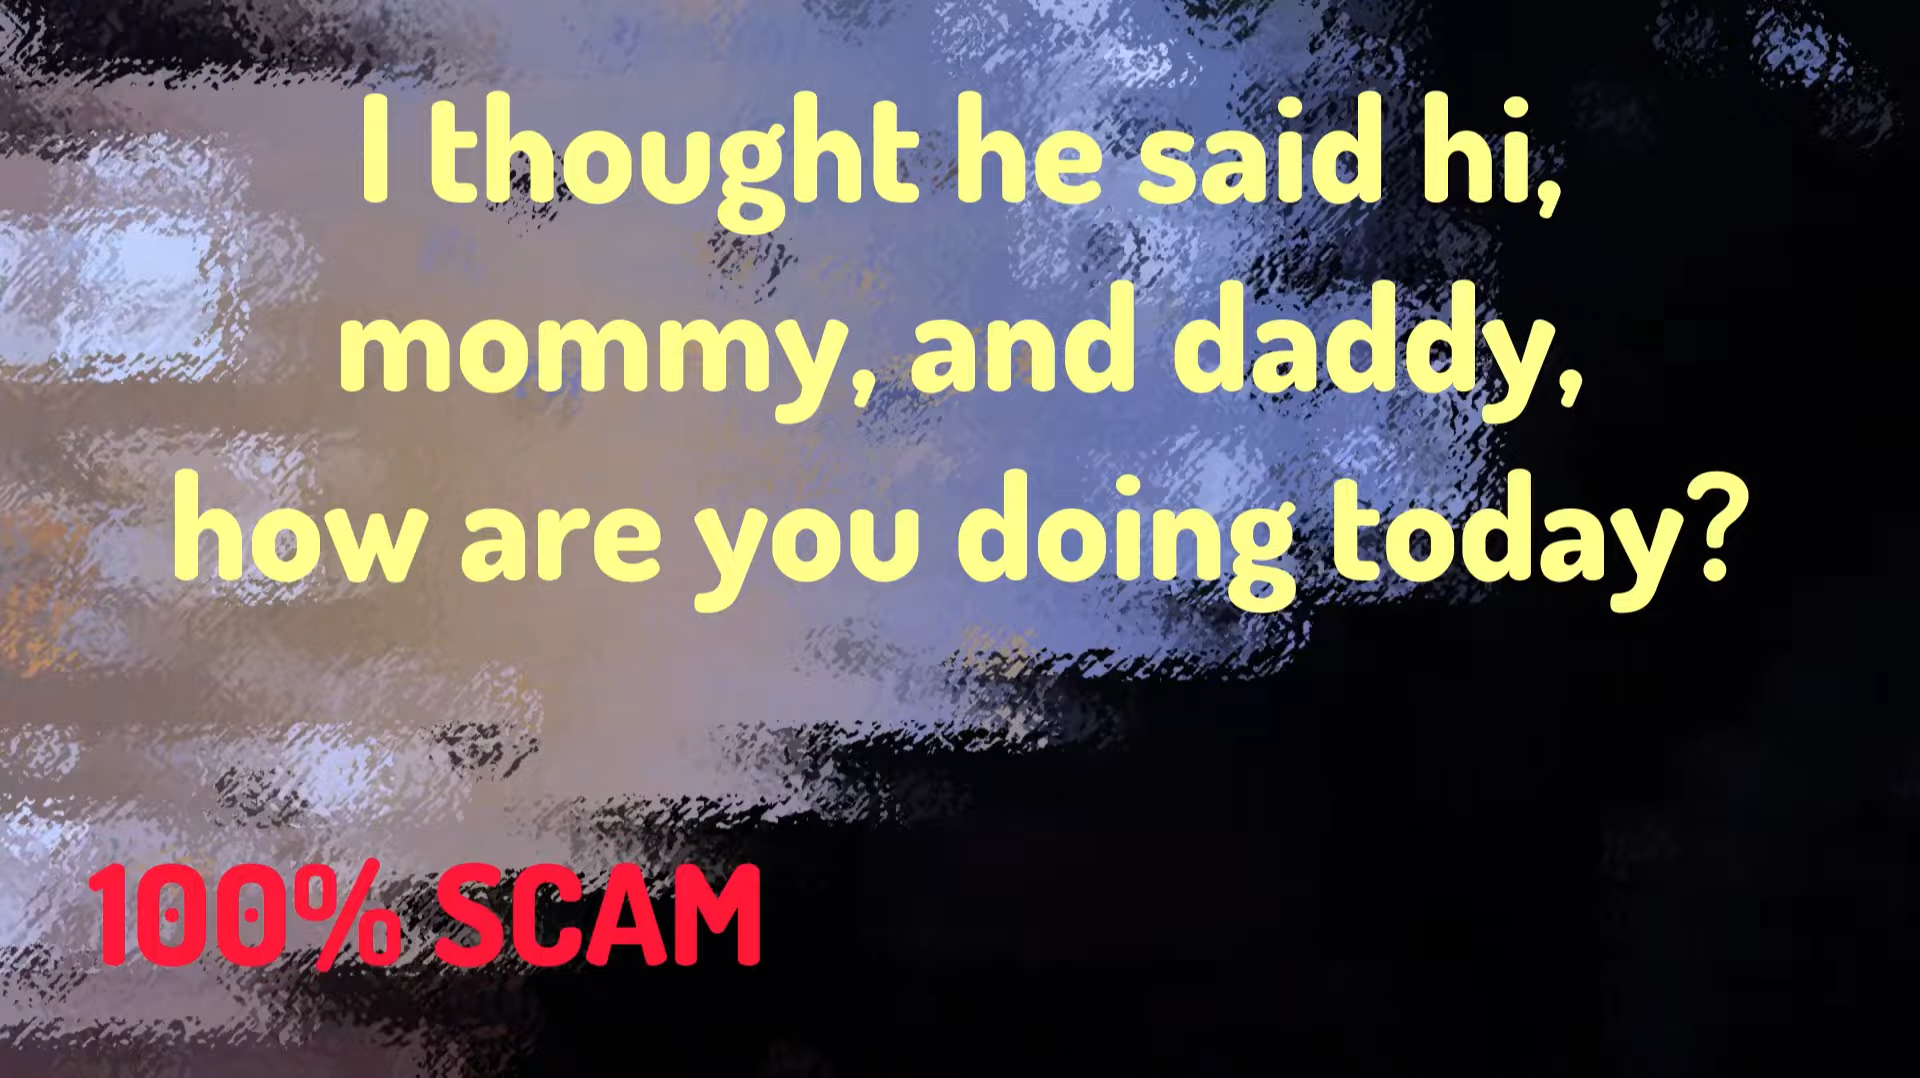 I thought he said hi,
mommy, and daddy,
how are you doing today?
100% SCAM